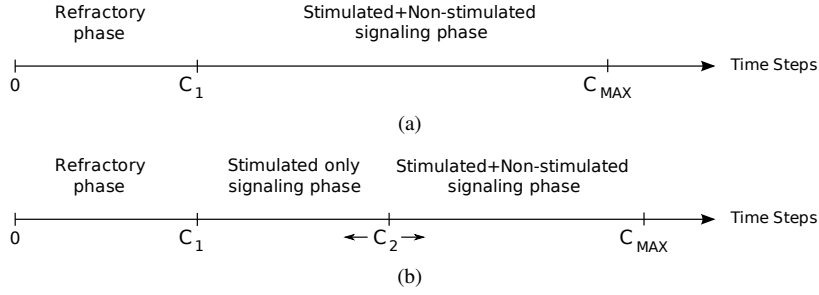 Refractory phase
Stimulated+Non-stimulated signaling phase
0
C1
CMAX
Time Steps
(a)
Refractory phase
Stimulated only signaling phase
Stimulated+Non-stimulated signaling phase
0
C1
C2
CMAX
Time Steps
(b)